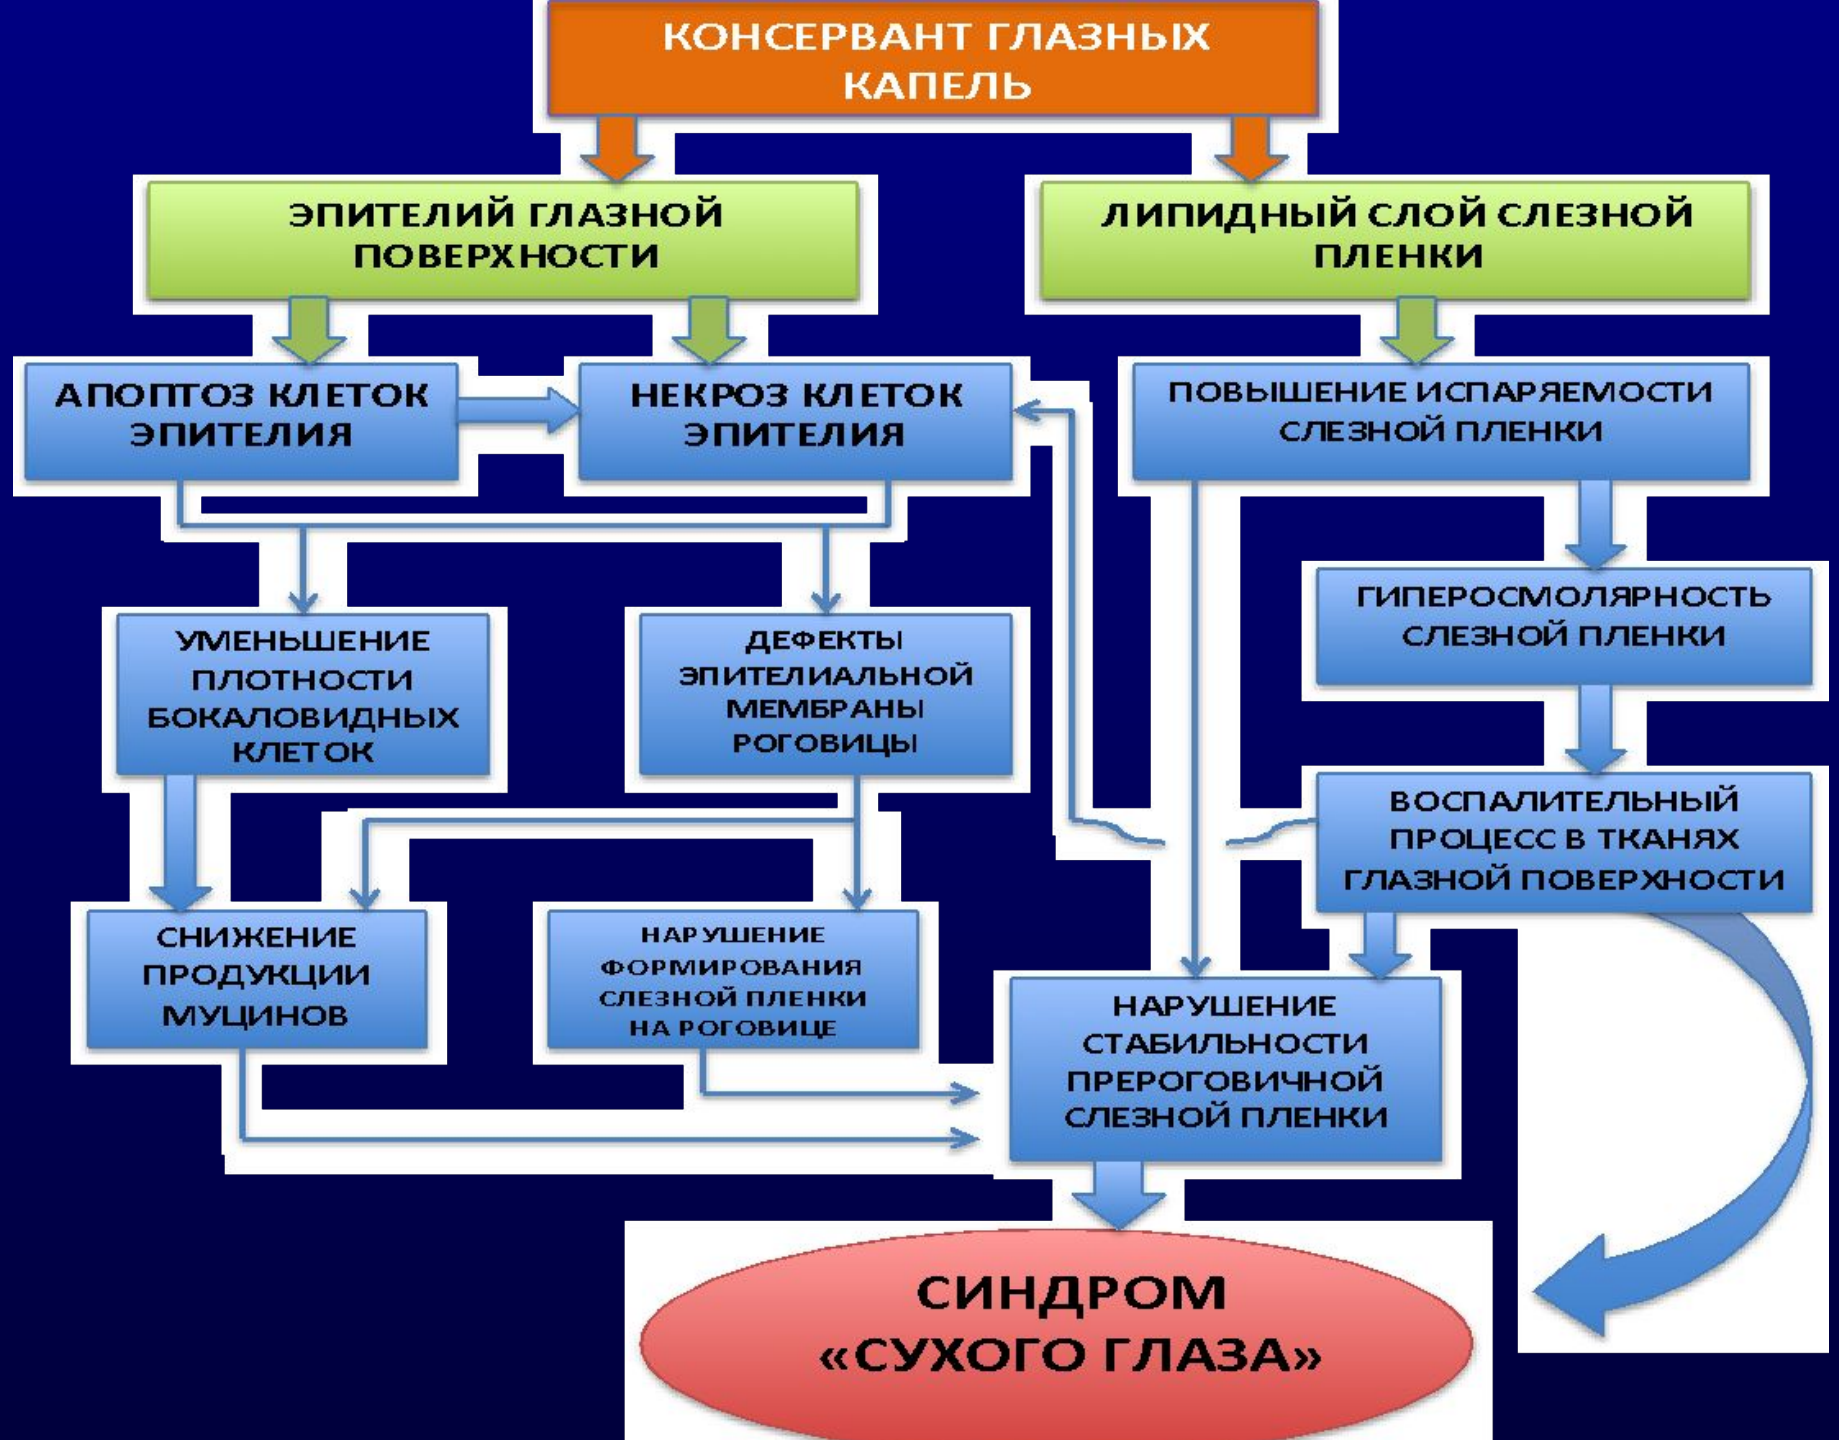 КОНСЕРВАНТ ГЛАЗНЫХ
КАПЕЛЬ
ЭПИТЕЛИЙ ГЛАЗНОЙ
ПОВЕРХНОСТИ
ЛИПИДНЫЙ СЛОЙ СЛЕЗНОЙ
ПЛЕНКИ
АПОПТОЗ КЛЕТОК
ЭПИТЕЛИЯ
НЕКРОЗ КЛЕТОК
ЭПИТЕЛИЯ
ПОВЫШЕНИЕ ИСПАРЯЕМОСТИ
СЛЕЗНОЙ ПЛЕНКИ
ГИПЕРОСМОЛЯРНОСТЬ
СЛЕЗНОЙ ПЛЕНКИ
УМЕНЬШЕНИЕ
ПЛОТНОСТИ
БОКАЛОВИДНЫХ
КЛЕТОК
ДЕФЕКТЫ
ЭПИТЕЛИАЛЬНОЙ
МЕМБРАНЫ
РОГОВИЦЫ
ВОСПАЛИТЕЛЬНЫЙ
ПРОЦЕСС В ТКАНЯХ
ГЛАЗНОЙ ПОВЕРХНОСТИ
СНИЖЕНИЕ
ПРОДУКЦИИ
МУЦИНОВ
НАРУШЕНИЕ
ФОРМИРОВАНИЯ
СЛЕЗНОЙ ПЛЕНКИ
НА РОГОВИЦЕ
НАРУШЕНИЕ
СТАБИЛЬНОСТИ
ПРЕРОГОВИЧНОЙ
СЛЕЗНОЙ ПЛЕНКИ
СИНДРОМ
«СУХОГО ГЛАЗА»